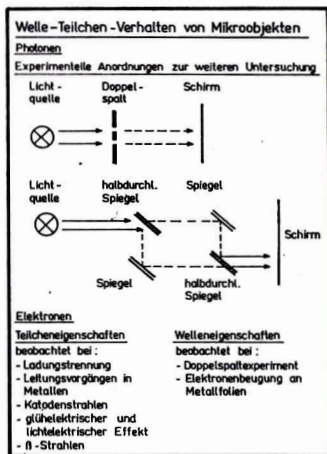 Welle-Teilchen-Verhalten von Mikroobjekten
Photonen
Experimentelle Anordnungen zur weiteren Untersuchung
Licht- Doppel- Schirm
quelle spalt
Licht- halbdurchl. Spiegel
quelle Spiegel
Schirm
Spiegel halbdurchl.
Spiegel
Elektronen
Teilcheneigenschaften
beobachtet bei:
- Ladungstrennung
- Leitungsvorgängen in
Metallen
- Katodenstrahlen
- glühelektrischer und
lichtelektrischer Effekt
- β-Strahlen
Welleneigenschaften
beobachtet bei:
- Doppelspaltexperiment
- Elektronenbeugung an
Metallfolien